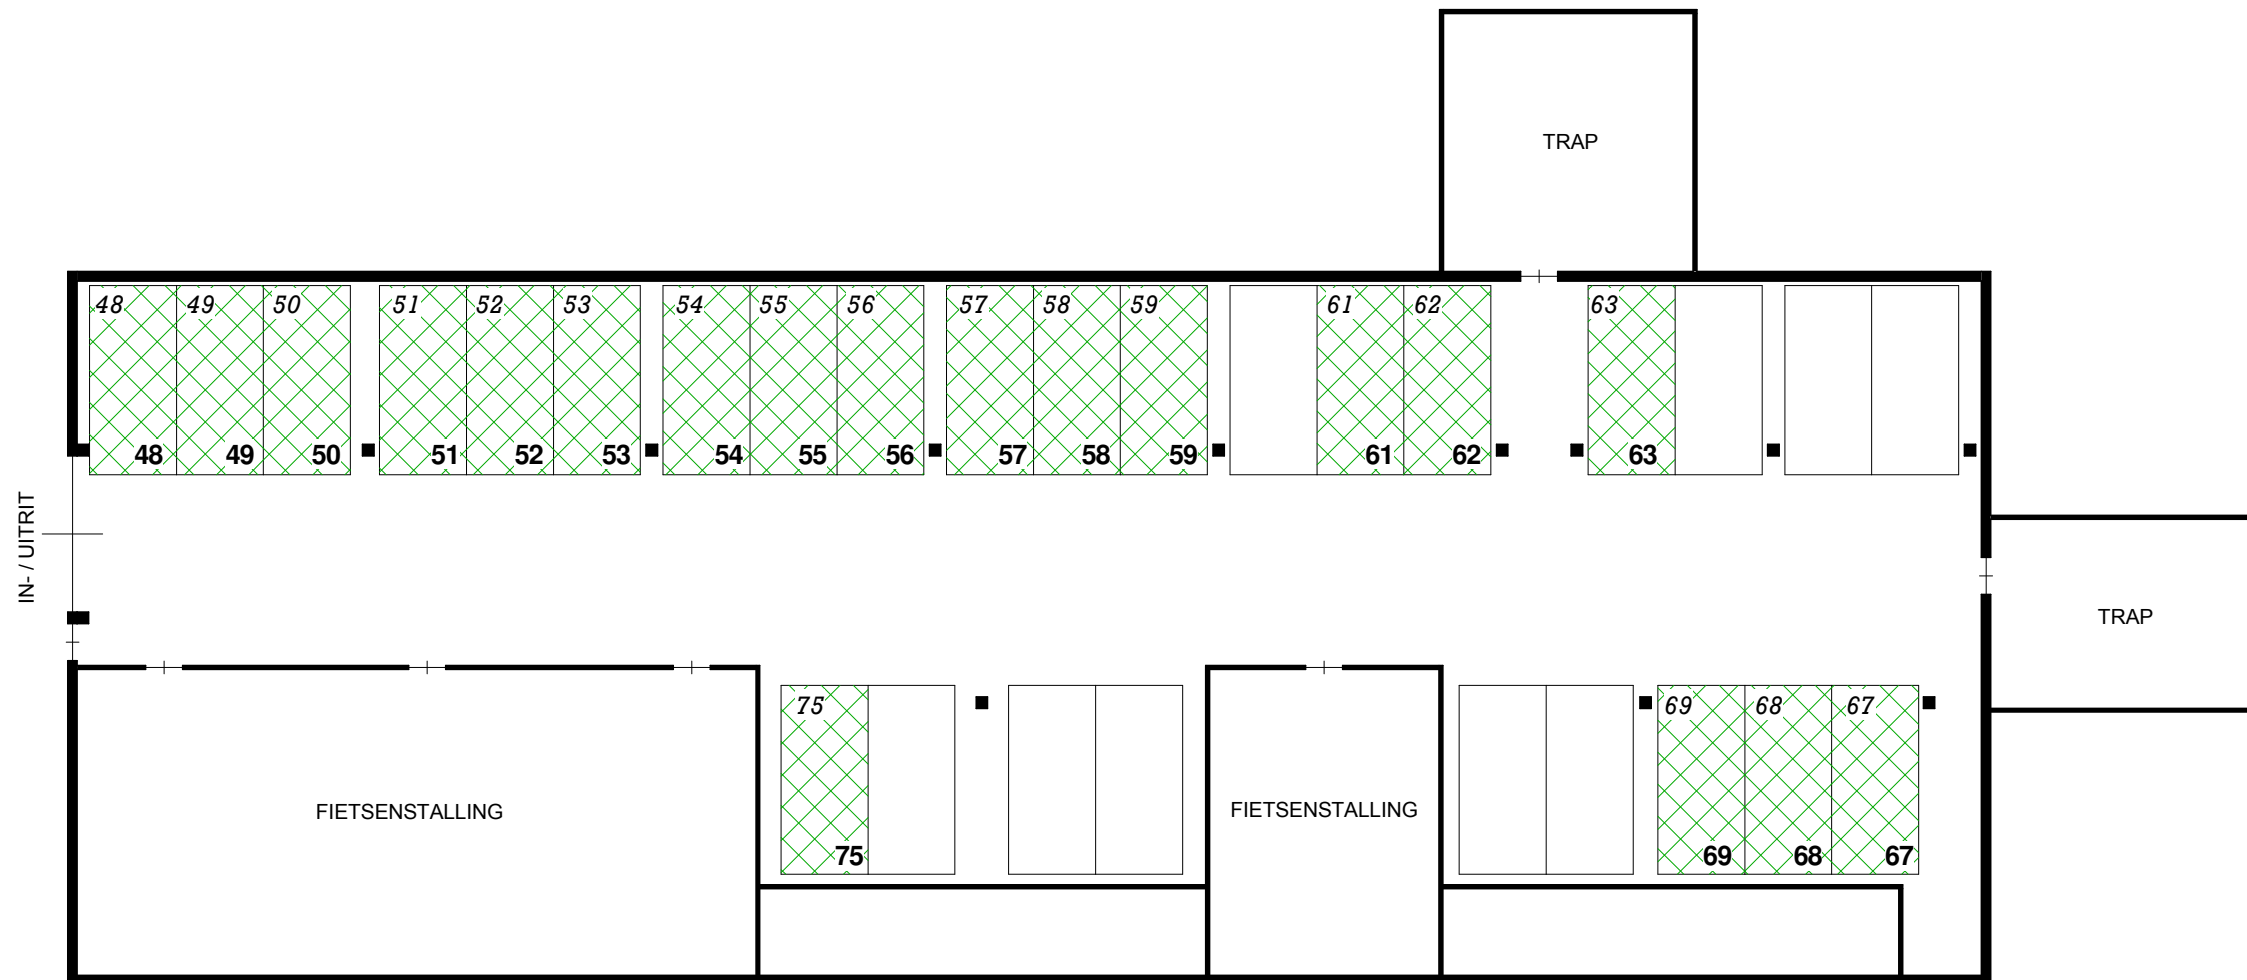 TRAP
48 49 50 51 52 53 54 55 56 57 58 59 61 62 63
48 49 50 51 52 53 54 55 56 57 58 59 61 62 63
IN- / UITRIT
TRAP
75 69 68 67
FIETSENSTALLING
FIETSENSTALLING
75 69 68 67